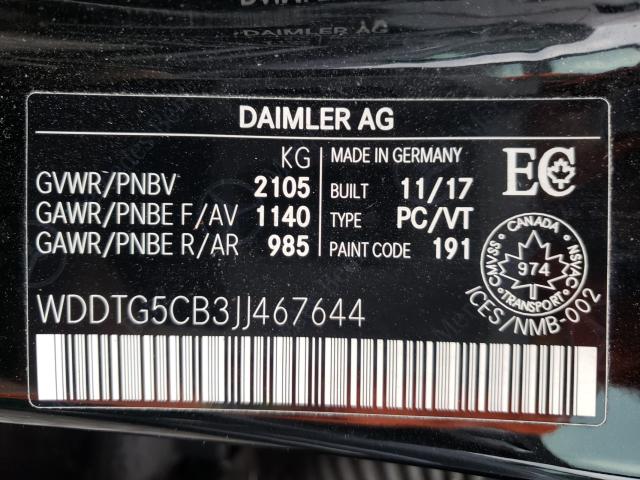 DAIMLER AG
DAIMLER AG
KG
MADE IN GERMANY
EC
GVWR/PNBV 2105
BUILT 11/17
GAWR/PNBE F/AV 1140
TYPE PC/VT
GAWR/PNBE R/AR 985
PAINT CODE 191
CANADA
CMVSS NSVAC
974
TRANSPORT
ICES/NMB-002
WDDTG5CB3JJ467644